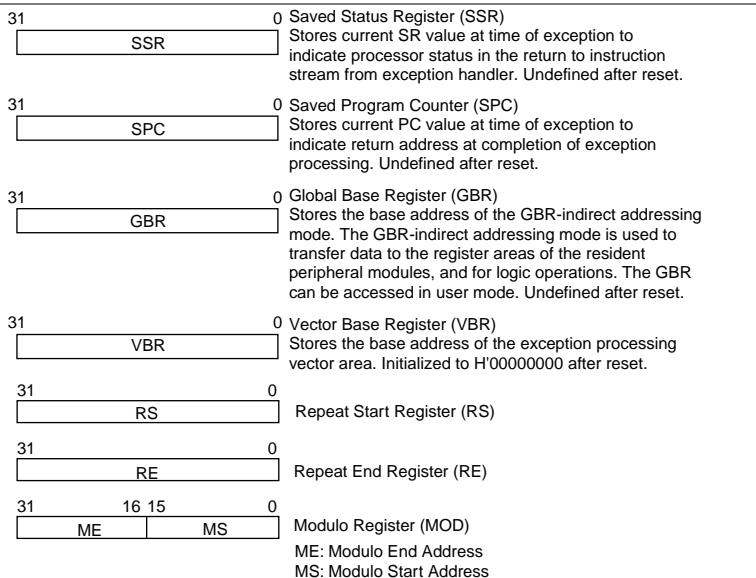 31 0 Saved Status Register (SSR)
SSR Stores current SR value at time of exception to
indicate processor status in the return to instruction
stream from exception handler. Undefined after reset.
31 0 Saved Program Counter (SPC)
SPC Stores current PC value at time of exception to
indicate return address at completion of exception
processing. Undefined after reset.
31 0 Global Base Register (GBR)
GBR Stores the base address of the GBR-indirect addressing
mode. The GBR-indirect addressing mode is used to
transfer data to the register areas of the resident
peripheral modules, and for logic operations. The GBR
can be accessed in user mode. Undefined after reset.
31 0 Vector Base Register (VBR)
VBR Stores the base address of the exception processing
vector area. Initialized to H'00000000 after reset.
31 0
RS Repeat Start Register (RS)
31 0
RE Repeat End Register (RE)
31 16 15 0
ME MS Modulo Register (MOD)
ME: Modulo End Address
MS: Modulo Start Address